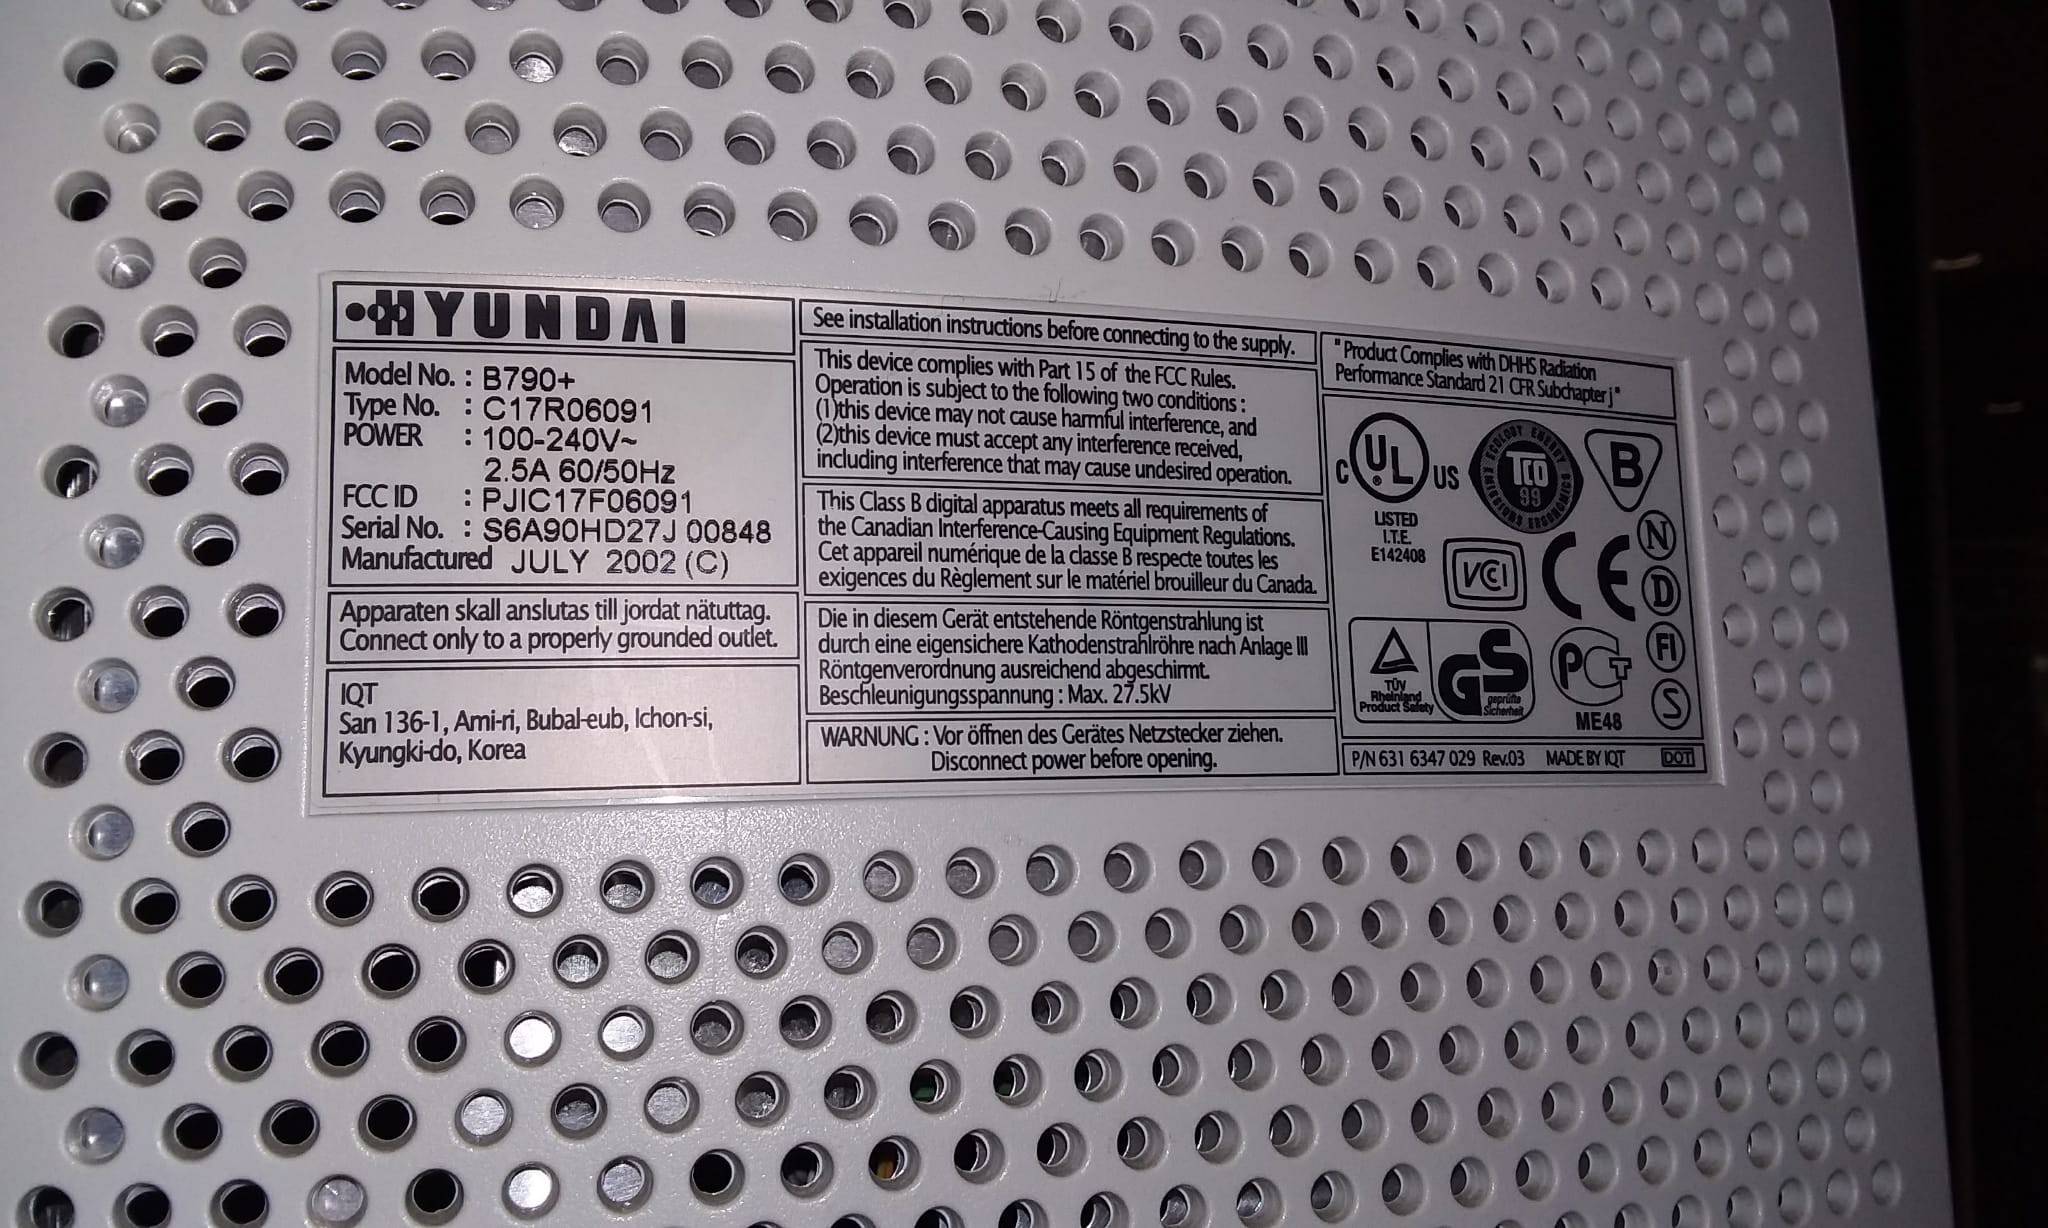 HYUNDAI
Model No. : B790+
Type No. : C17R06091
POWER : 100-240V~
2.5A 60/50Hz
FCC ID : PJIC17F06091
Serial No. : S6A90HD27J 00848
Manufactured JULY 2002 (C)
Apparaten skall anslutas till jordat nätuttag.
Connect only to a properly grounded outlet.
IQT
San 136-1, Ami-ri, Bubal-eub, Ichon-si,
Kyungki-do, Korea
See installation instructions before connecting to the supply.
This device complies with Part 15 of the FCC Rules.
Operation is subject to the following two conditions :
(1)this device may not cause harmful interference, and
(2)this device must accept any interference received,
including interference that may cause undesired operation.
This Class B digital apparatus meets all requirements of
the Canadian Interference-Causing Equipment Regulations.
Cet appareil numérique de la classe B respecte toutes les
exigences du Règlement sur le matériel brouilleur du Canada.
Die in diesem Gerät entstehende Röntgenstrahlung ist
durch eine eigensichere Kathodenstrahlröhre nach Anlage III
Röntgenverordnung ausreichend abgeschirmt.
Beschleunigungsspannung : Max. 27.5kV
WARNUNG : Vor öffnen des Gerätes Netzstecker ziehen.
Disconnect power before opening.
"Product Complies with DHHS Radiation
Performance Standard 21 CFR Subchapter j"
C UL ® US
LISTED
I.T.E.
E142408
ECOLOGY ENERGY
EMISSIONS ERGONOMICS
TCO
99
B
VCI
CE
N
D
FI
S
TÜV
Rheinland
Product Safety
GS
geprüfte
Sicherheit
PCT
ME48
P/N 631 6347 029 Rev.03 MADE BY IQT DOT